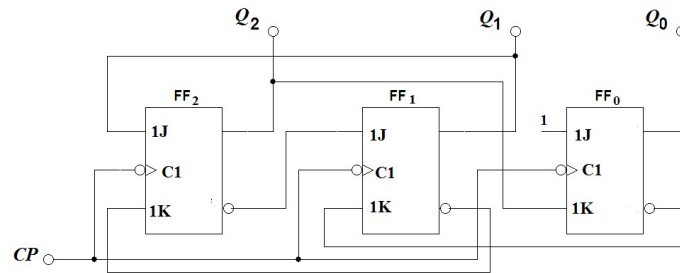 Q2 Q1 Q0
FF2 FF1 FF0
1J 1J 1 1J
C1 C1 C1
1K 1K 1K
CP